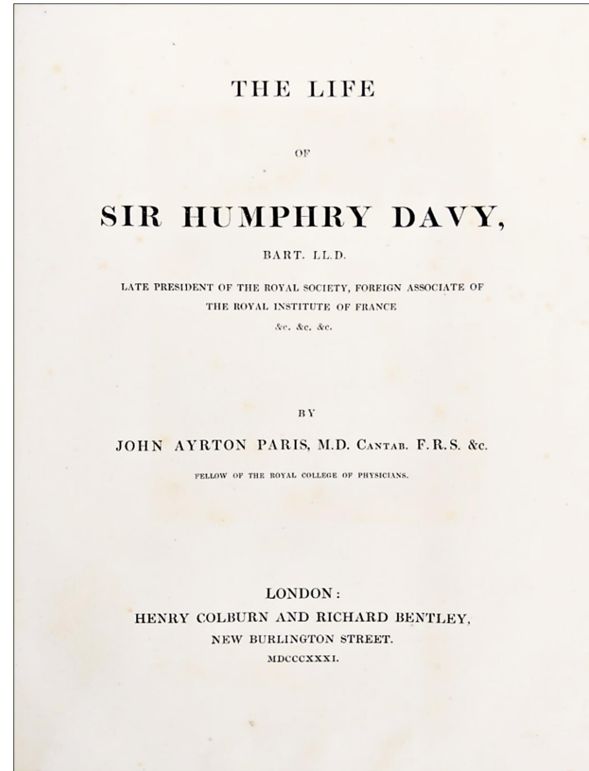 THE LIFE
OF
SIR HUMPHRY DAVY,
BART. LL.D.
LATE PRESIDENT OF THE ROYAL SOCIETY, FOREIGN ASSOCIATE OF
THE ROYAL INSTITUTE OF FRANCE
&c. &c. &c.
BY
JOHN AYRTON PARIS, M.D. CANTAB. F.R.S. &c.
FELLOW OF THE ROYAL COLLEGE OF PHYSICIANS.
LONDON:
HENRY COLBURN AND RICHARD BENTLEY,
NEW BURLINGTON STREET.
MDCCCXXXI.